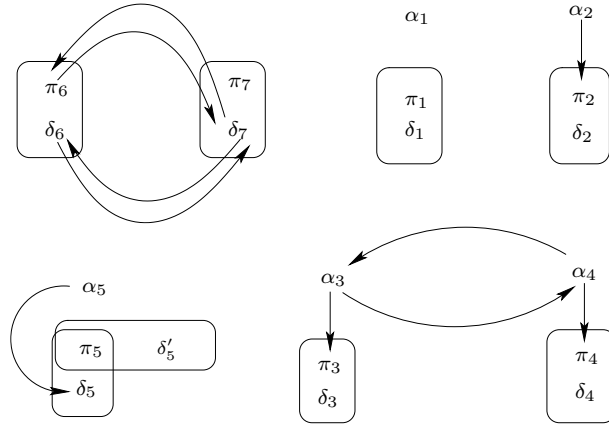 α₁ α₂
π₆ π₇ π₁ π₂
δ₆ δ₇ δ₁ δ₂
α₅ α₃ α₄
π₅ δ′₅ π₃ π₄
δ₅ δ₃ δ₄